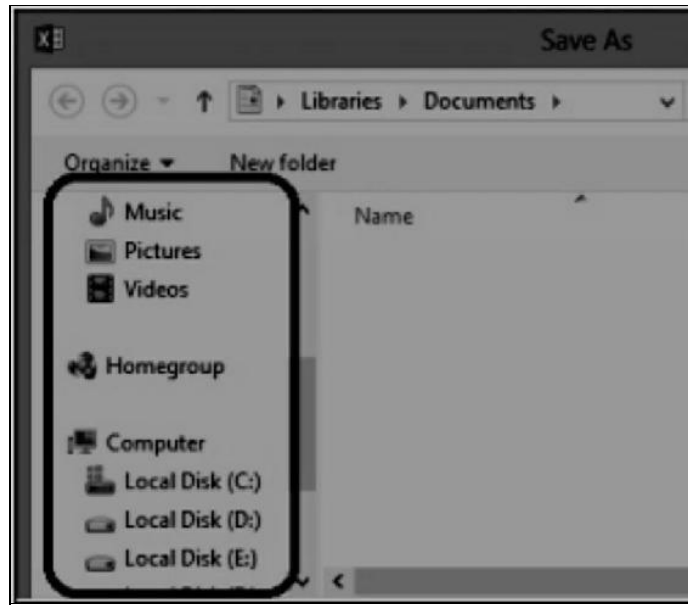 Save As
Libraries Documents
Organize New folder
Name
Music
Pictures
Videos
Homegroup
Computer
Local Disk (C:)
Local Disk (D:)
Local Disk (E:)